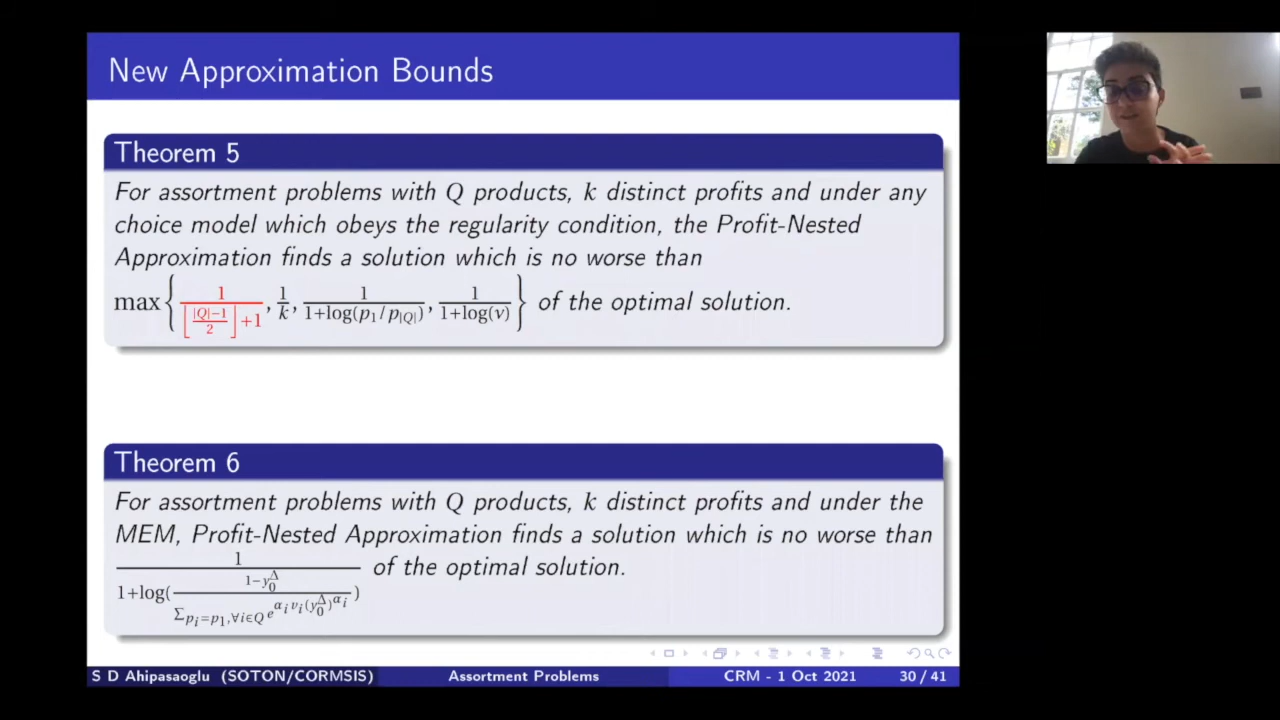 New Approximation Bounds
Theorem 5
For assortment problems with Q products, k distinct profits and under any
choice model which obeys the regularity condition, the Profit-Nested
Approximation finds a solution which is no worse than
max { 1/(⌊(|Q|−1)/2⌋+1), 1/k, 1/(1+log(p₁/p_{|Q|})), 1/(1+log(ν)) } of the optimal solution.
Theorem 6
For assortment problems with Q products, k distinct profits and under the
MEM, Profit-Nested Approximation finds a solution which is no worse than
1/(1+log((1−y₀^Δ)/(∑_{p_i=p₁,∀i∈Q} e^{α_i v_i (y₀^Δ)^{α_i}}))) of the optimal solution.
S D Ahipasaoglu (SOTON/CORMSIS) Assortment Problems CRM - 1 Oct 2021 30 / 41